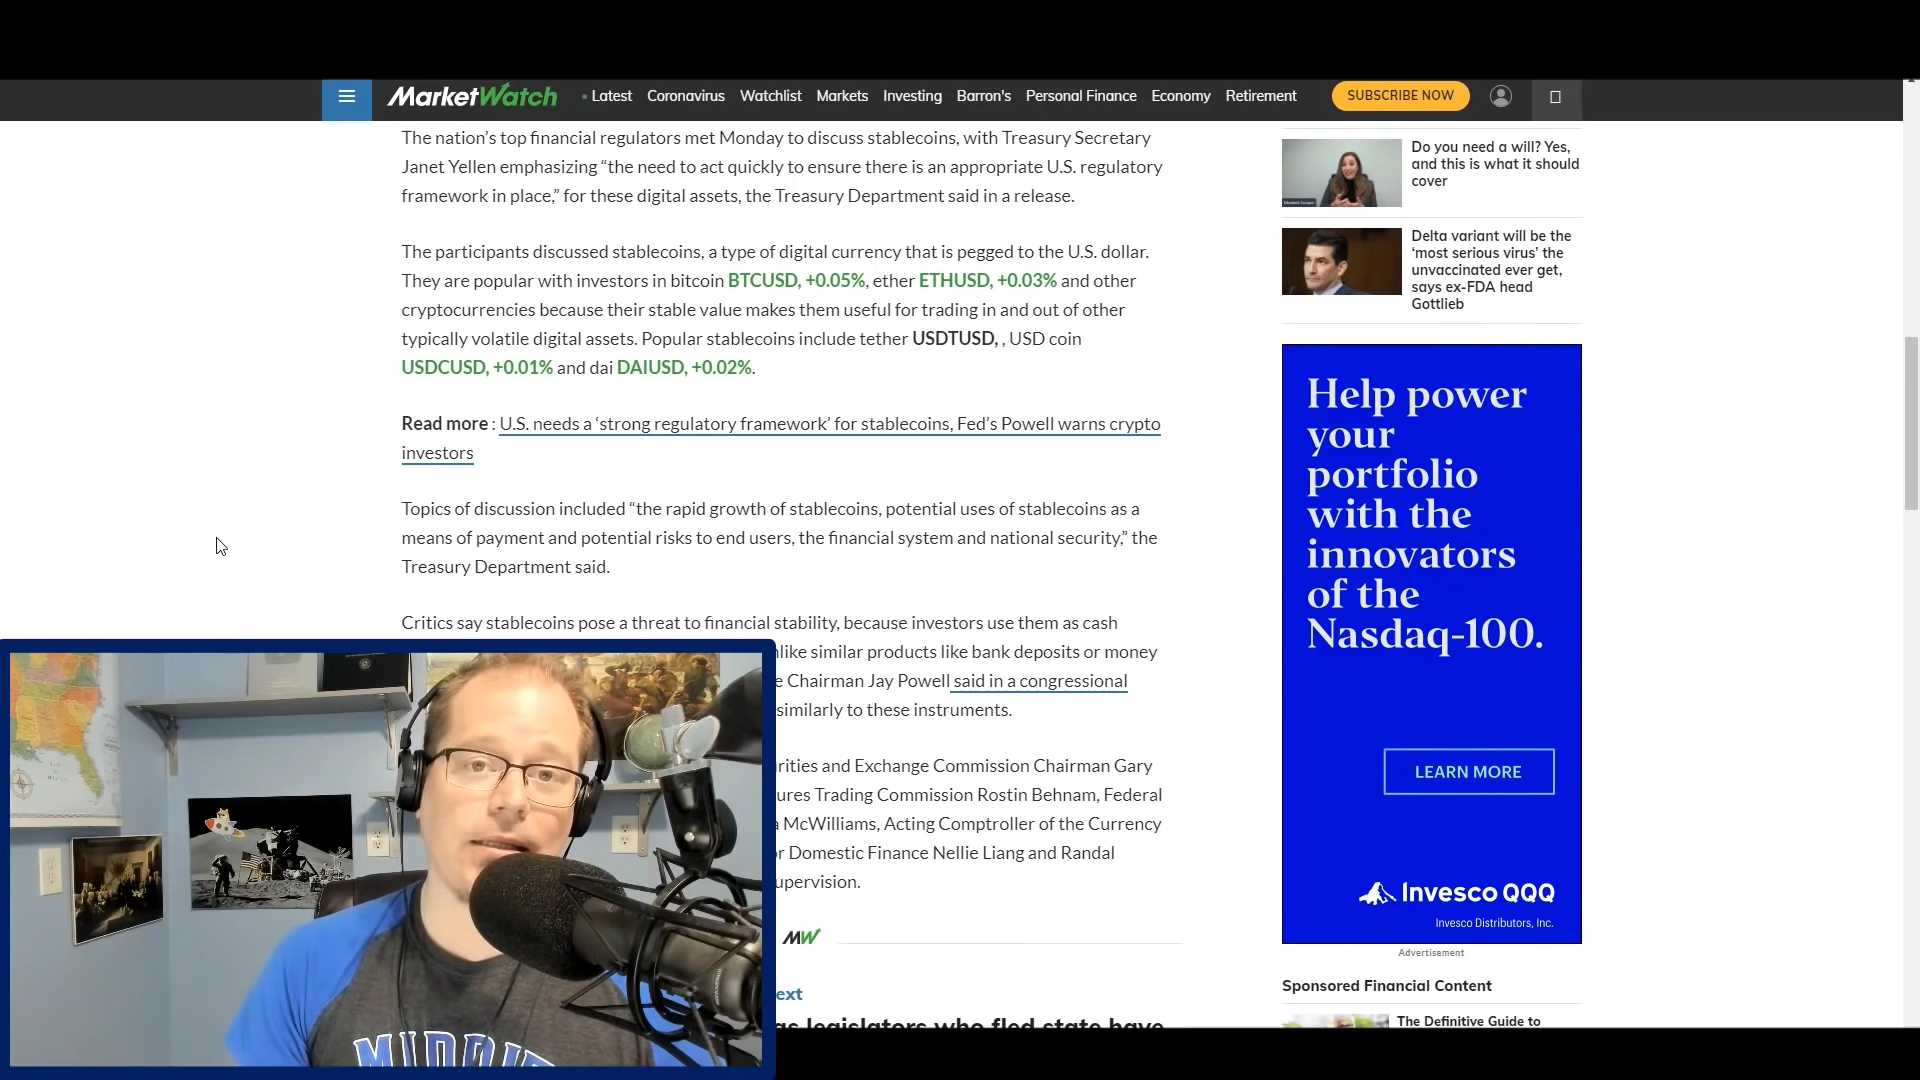 MarketWatch
Latest Coronavirus Watchlist Markets Investing Barron's Personal Finance Economy Retirement
SUBSCRIBE NOW
The nation’s top financial regulators met Monday to discuss stablecoins, with Treasury Secretary
Janet Yellen emphasizing “the need to act quickly to ensure there is an appropriate U.S. regulatory
framework in place,” for these digital assets, the Treasury Department said in a release.
The participants discussed stablecoins, a type of digital currency that is pegged to the U.S. dollar.
They are popular with investors in bitcoin BTCUSD, +0.05%, ether ETHUSD, +0.03% and other
cryptocurrencies because their stable value makes them useful for trading in and out of other
typically volatile digital assets. Popular stablecoins include tether USDTUSD, , USD coin
USDCUSD, +0.01% and dai DAIUSD, +0.02%.
Read more : U.S. needs a ‘strong regulatory framework’ for stablecoins, Fed’s Powell warns crypto
investors
Topics of discussion included “the rapid growth of stablecoins, potential uses of stablecoins as a
means of payment and potential risks to end users, the financial system and national security,” the
Treasury Department said.
Critics say stablecoins pose a threat to financial stability, because investors use them as cash
like similar products like bank deposits or money
Chairman Jay Powell said in a congressional
similarly to these instruments.
rities and Exchange Commission Chairman Gary
ures Trading Commission Rostin Behnam, Federal
McWilliams, Acting Comptroller of the Currency
r Domestic Finance Nellie Liang and Randal
upervision.
MW
ext
as legislators who fled state have
Do you need a will? Yes,
and this is what it should
cover
Delta variant will be the
‘most serious virus’ the
unvaccinated ever get,
says ex-FDA head
Gottlieb
Help power
your
portfolio
with the
innovators
of the
Nasdaq-100.
LEARN MORE
Invesco QQQ
Invesco Distributors, Inc.
Advertisement
Sponsored Financial Content
The Definitive Guide to